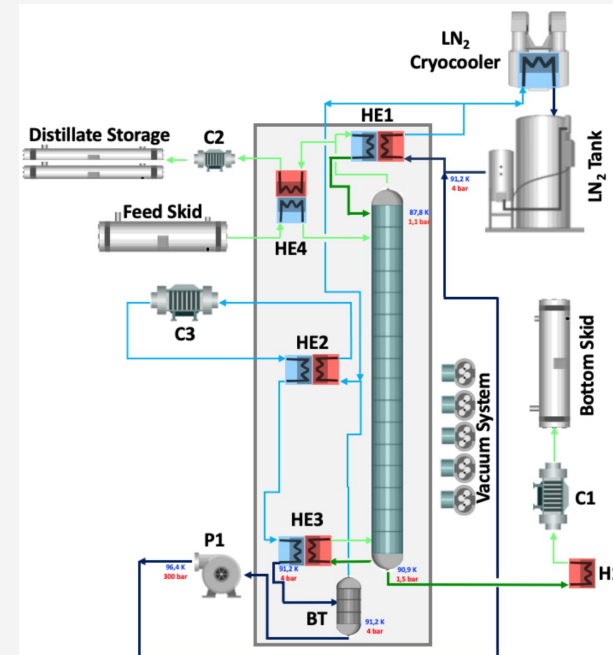 LN2
Cryocooler
HE1
Distillate Storage
C2
LN2 Tank
91,2 K
4 bar
Feed Skid
87,8 K
1,1 bar
HE4
C3
HE2
Vacuum System
Bottom Skid
C1
HE3
P1
96,4 K
300 bar
91,2 K
4 bar
90,9 K
1,5 bar
BT
91,2 K
4 bar